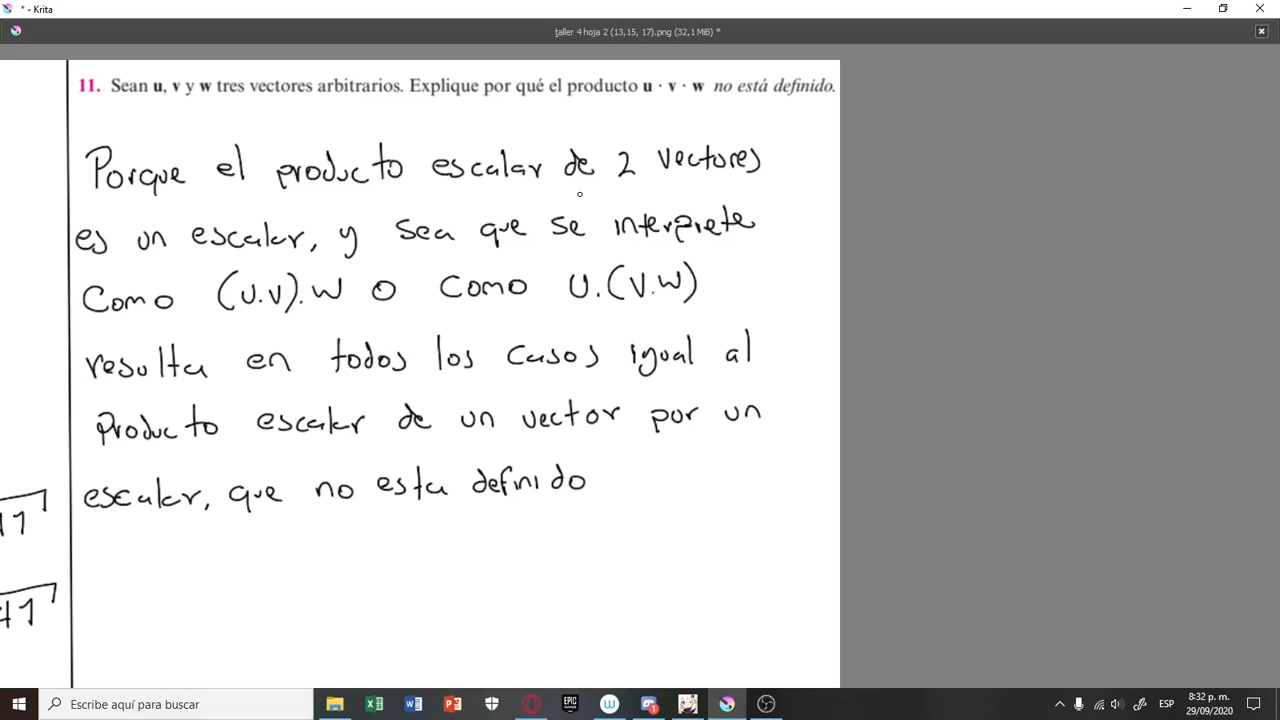 * - Krita
taller 4 hoja 2 (13,15, 17).png (32,1 MiB) *
11. Sean u, v y w tres vectores arbitrarios. Explique por qué el producto u · v · w no está definido.
Porque el producto escalar de 2 vectores
es un escalar, y sea que se interprete
Como (U.V).W o como U.(V.W)
resulta en todos los casos igual al
Producto escalar de un vector por un
escalar, que no esta definido
41
Escribe aquí para buscar
ESP
8:32 p. m.
29/09/2020